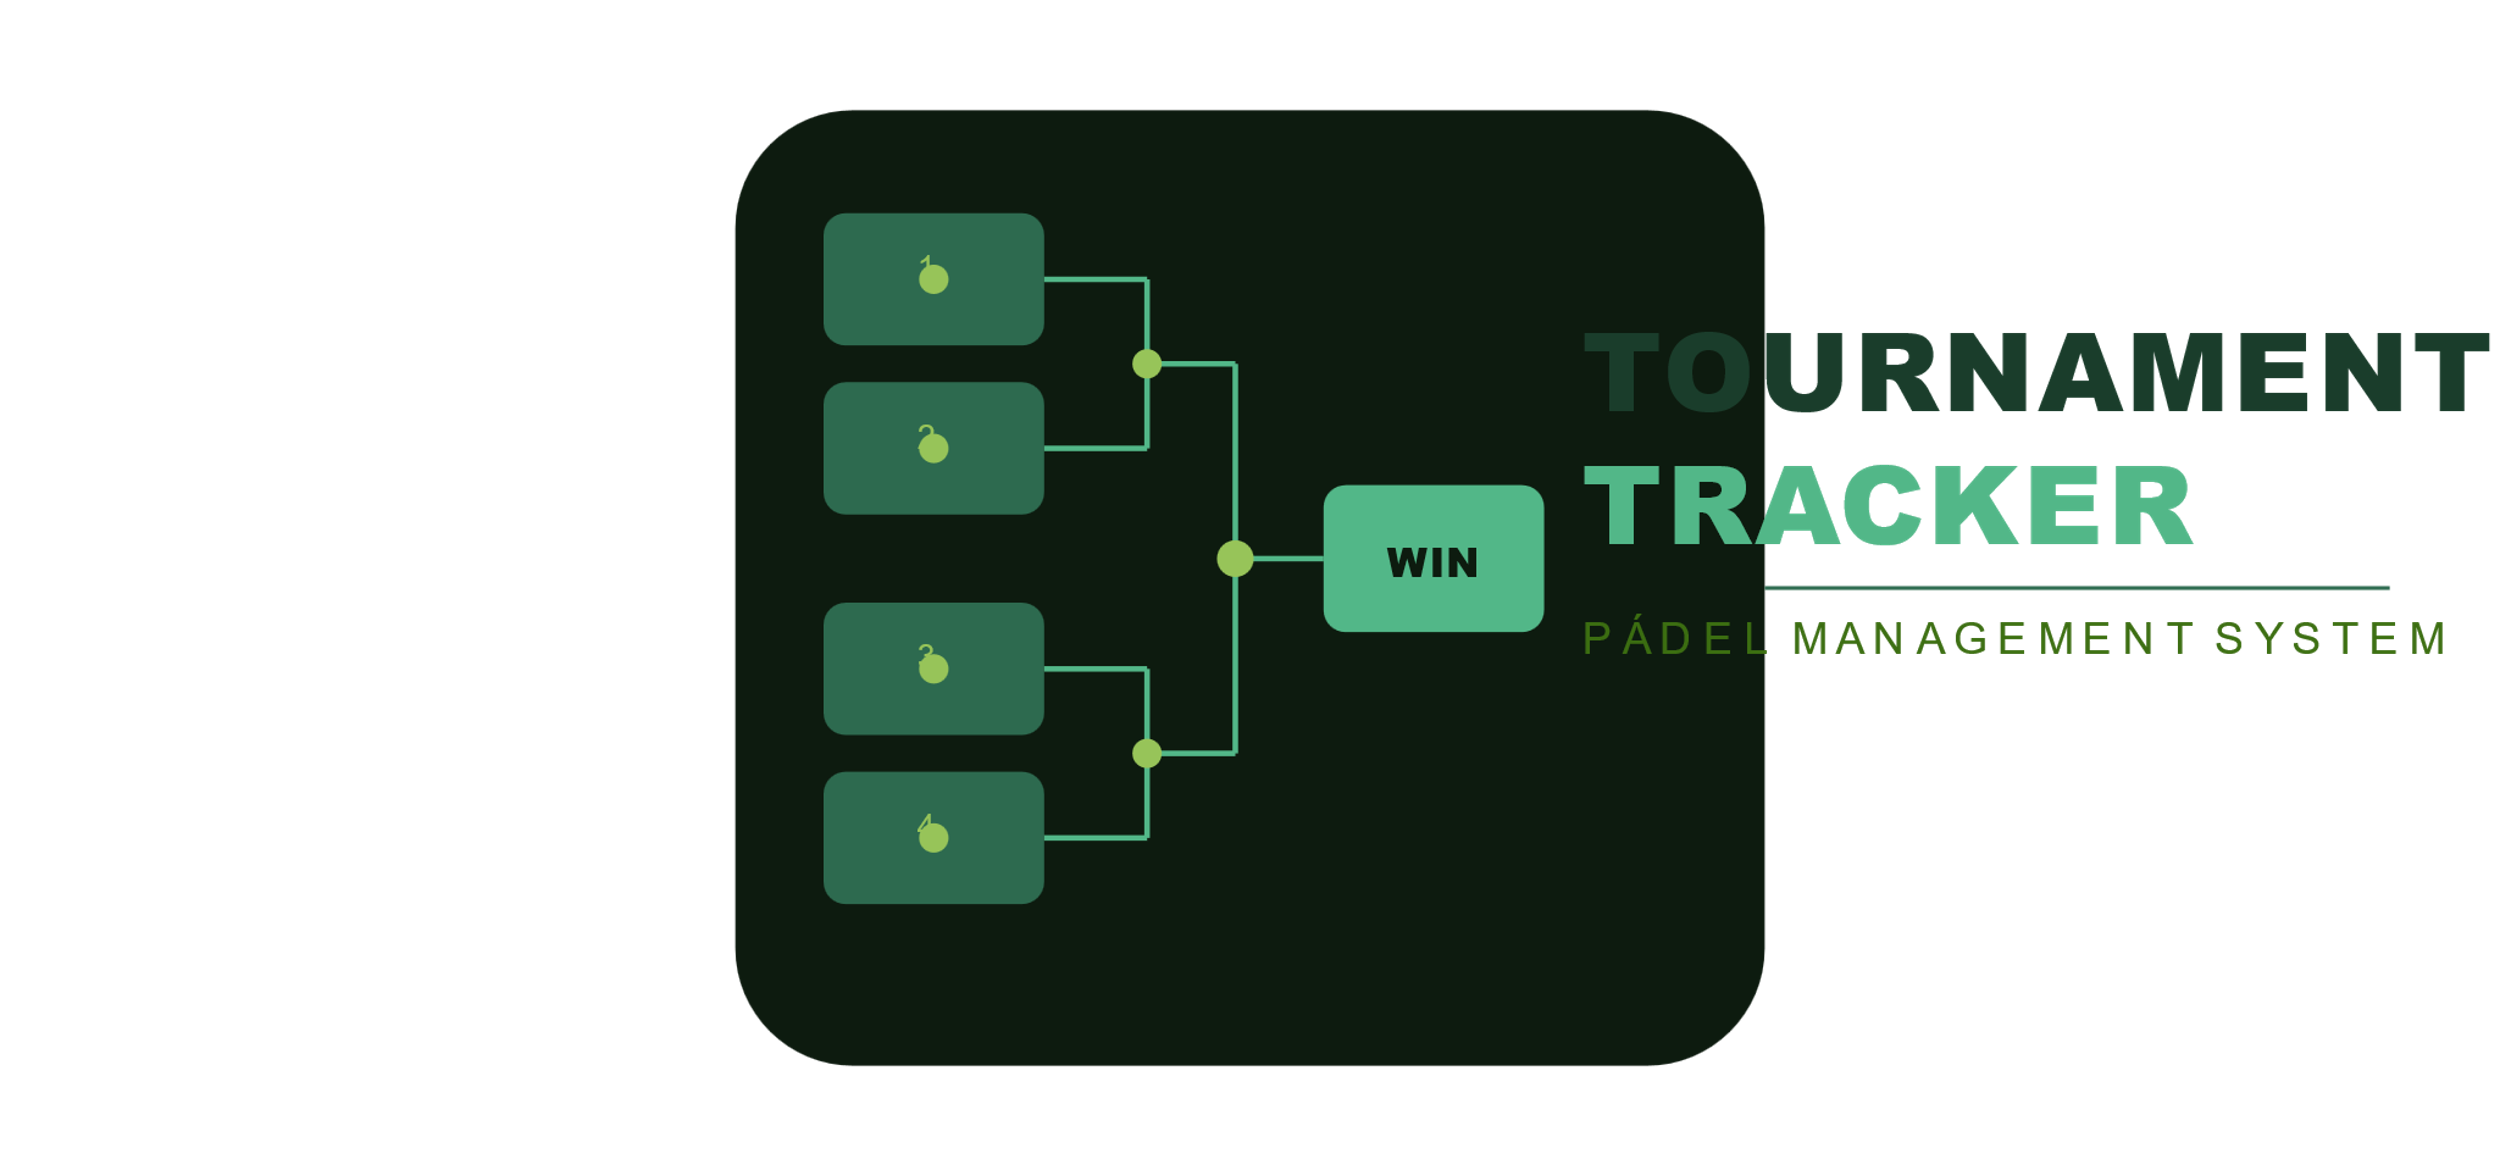 1
2
3
4
WIN
TOURNAMENT
TRACKER
PÁDEL MANAGEMENT SYSTEM